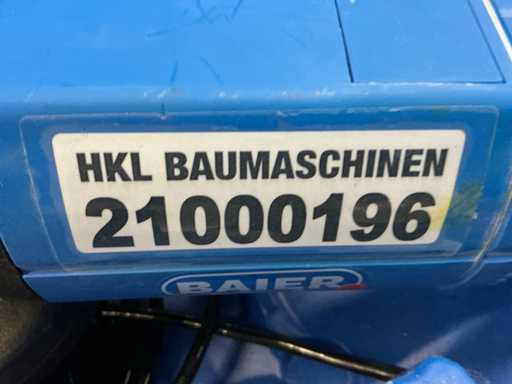 HKL BAUMASCHINEN
21000196
BAIER